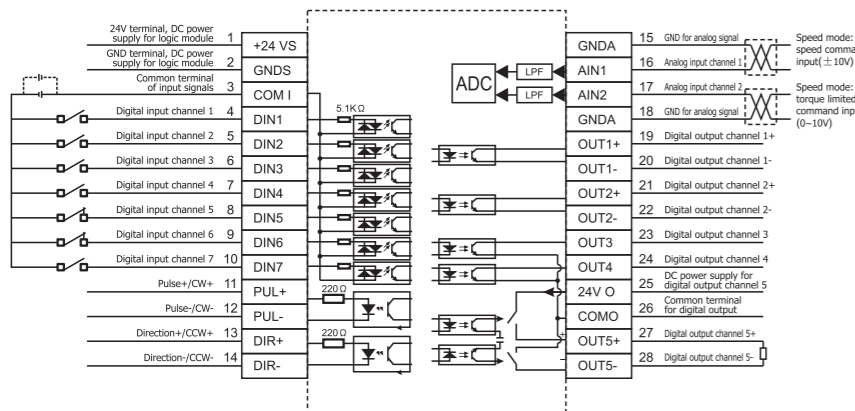 24V terminal, DC power
supply for logic module
1
+24 VS
GND terminal, DC power
supply for logic module
2
GNDS
Common terminal
of input signals
3
COM I
Digital input channel 1
4
DIN1
Digital input channel 2
5
DIN2
Digital input channel 3
6
DIN3
Digital input channel 4
7
DIN4
Digital input channel 5
8
DIN5
Digital input channel 6
9
DIN6
Digital input channel 7
10
DIN7
Pulse+/CW+
11
PUL+
Pulse-/CW-
12
PUL-
Direction+/CCW+
13
DIR+
Direction-/CCW-
14
DIR-
5.1KΩ
220Ω
220Ω
ADC
LPF
LPF
GNDA
15
GND for analog signal
AIN1
16
Analog input channel 1
AIN2
17
Analog input channel 2
GNDA
18
GND for analog signal
OUT1+
19
Digital output channel 1+
OUT1-
20
Digital output channel 1-
OUT2+
21
Digital output channel 2+
OUT2-
22
Digital output channel 2-
OUT3
23
Digital output channel 3
OUT4
24
Digital output channel 4
24V O
25
DC power supply for
digital output channel 5
COMO
26
Common terminal
for digital output
+
OUT5+
27
Digital output channel 5+
-
OUT5-
28
Digital output channel 5-
Speed mode:
speed comma
input(±10V)
Speed mode:
torque limited
command inp
(0~10V)